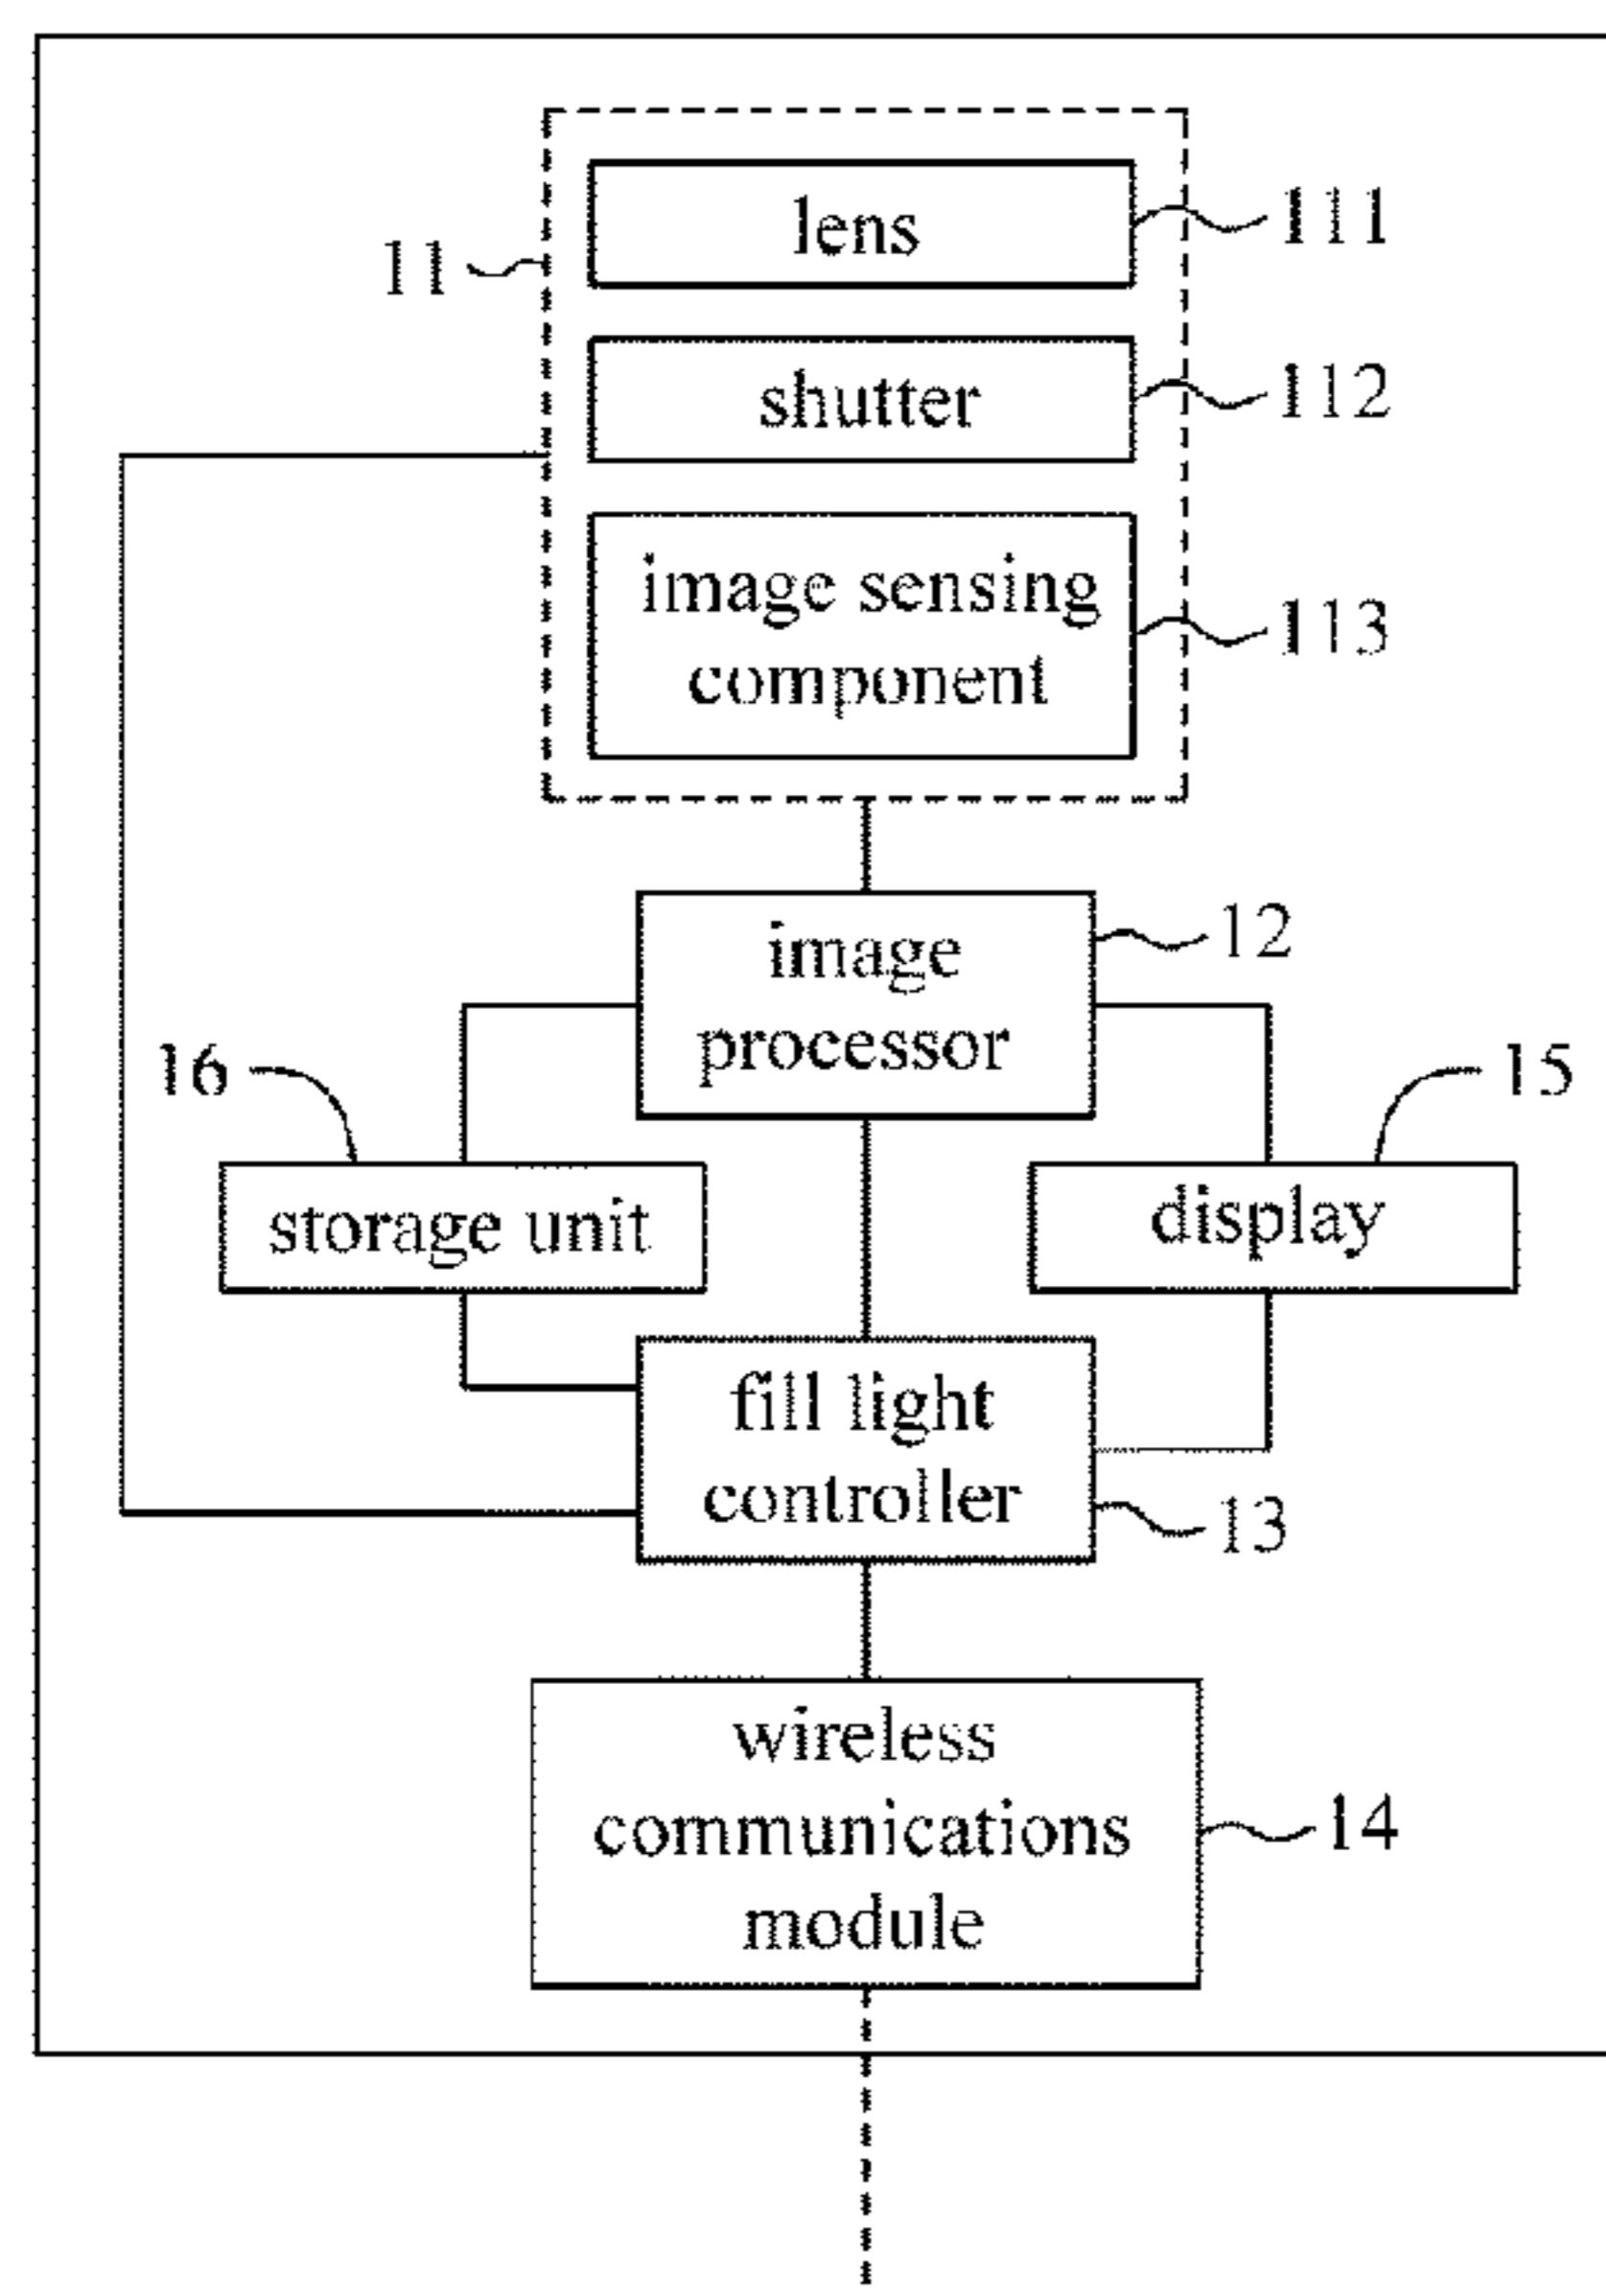 lens
111
11
shutter
112
image sensing
component
113
image
processor
12
16
15
storage unit
display
fill light
controller
13
wireless
communications
module
14